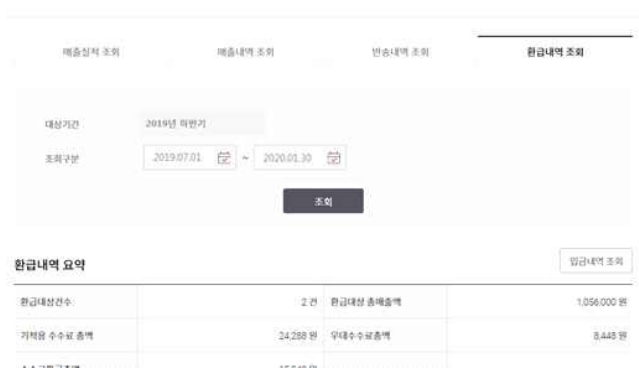 매출실적 조회 매출내역 조회 반송내역 조회 환급내역 조회
대상기간 2019년 하반기
조회구분 2019.07.01 ~ 2020.01.30
조회
환급내역 요약 입금내역 조회
환급대상건수 2 건 환급대상 총매출액 1,056,000 원
기적용 수수료 총액 24,288 원 우대수수료총액 8,448 원